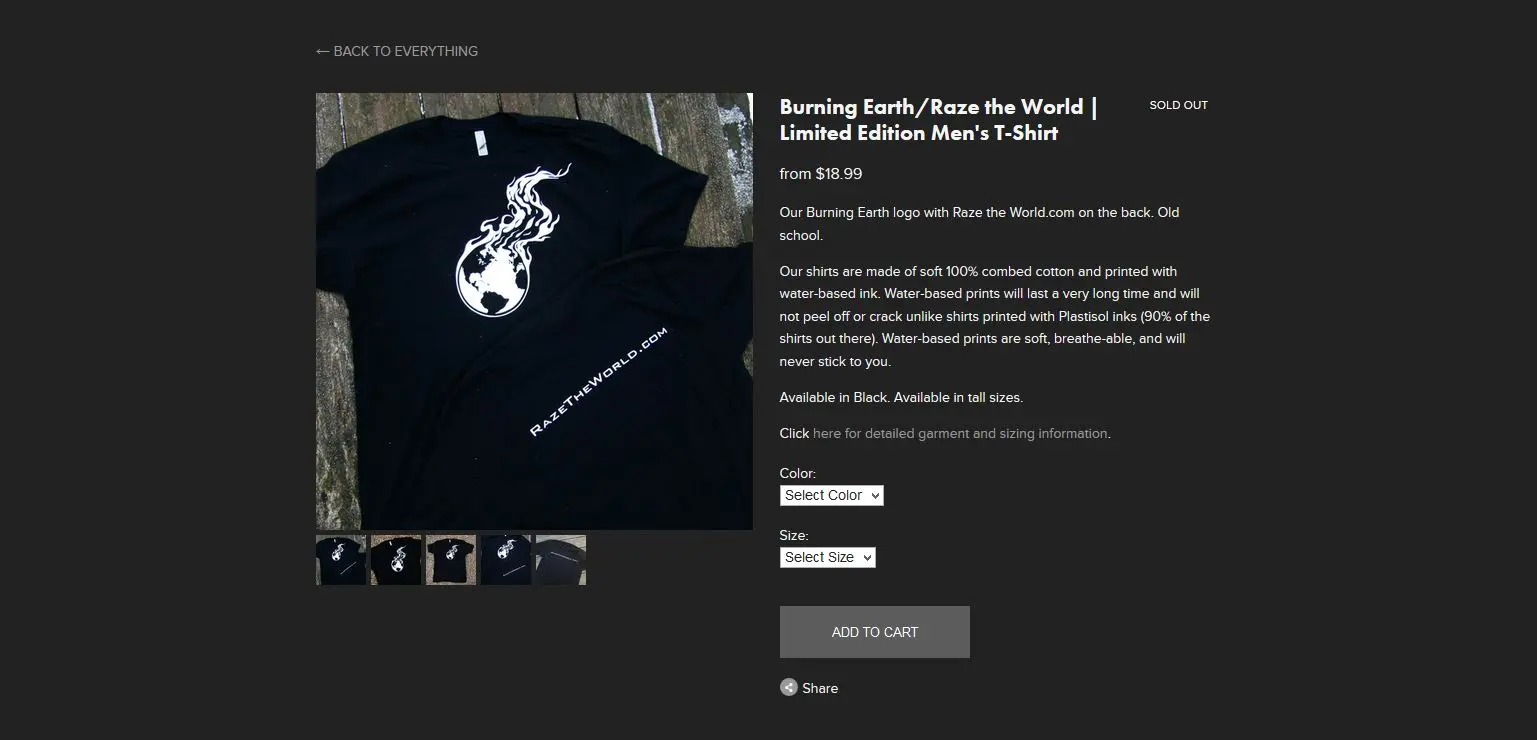 ← BACK TO EVERYTHING
RazeTheWorld.com
Burning Earth/Raze the World |
Limited Edition Men's T-Shirt
SOLD OUT
from $18.99
Our Burning Earth logo with Raze the World.com on the back. Old
school.
Our shirts are made of soft 100% combed cotton and printed with
water-based ink. Water-based prints will last a very long time and will
not peel off or crack unlike shirts printed with Plastisol inks (90% of the
shirts out there). Water-based prints are soft, breathe-able, and will
never stick to you.
Available in Black. Available in tall sizes.
Click here for detailed garment and sizing information.
Color:
Select Color
Size:
Select Size
ADD TO CART
Share